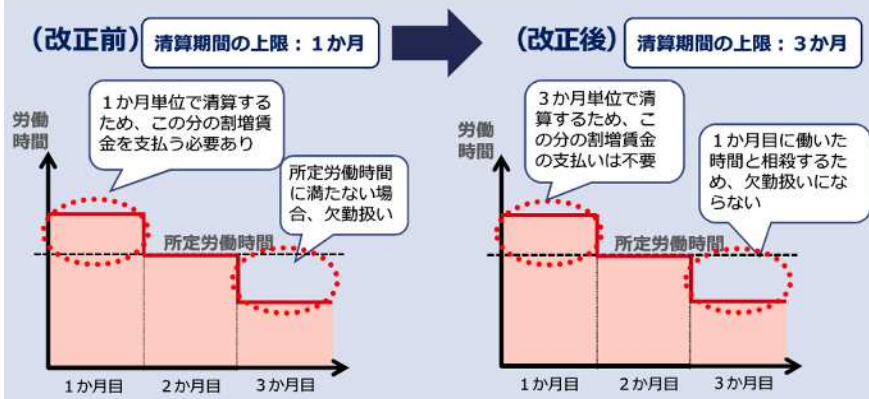 （改正前）
清算期間の上限：１か月
（改正後）
清算期間の上限：３か月
１か月単位で清算する
ため、この分の割増賃
金を支払う必要あり
労働
時間
所定労働時間
に満たない場
合、欠勤扱い
所定労働時間
１か月目
２か月目
３か月目
３か月単位で清
算するため、こ
の分の割増賃金
の支払いは不要
労働
時間
１か月目に働いた
時間と相殺するた
め、欠勤扱いにな
らない
所定労働時間
１か月目
２か月目
３か月目